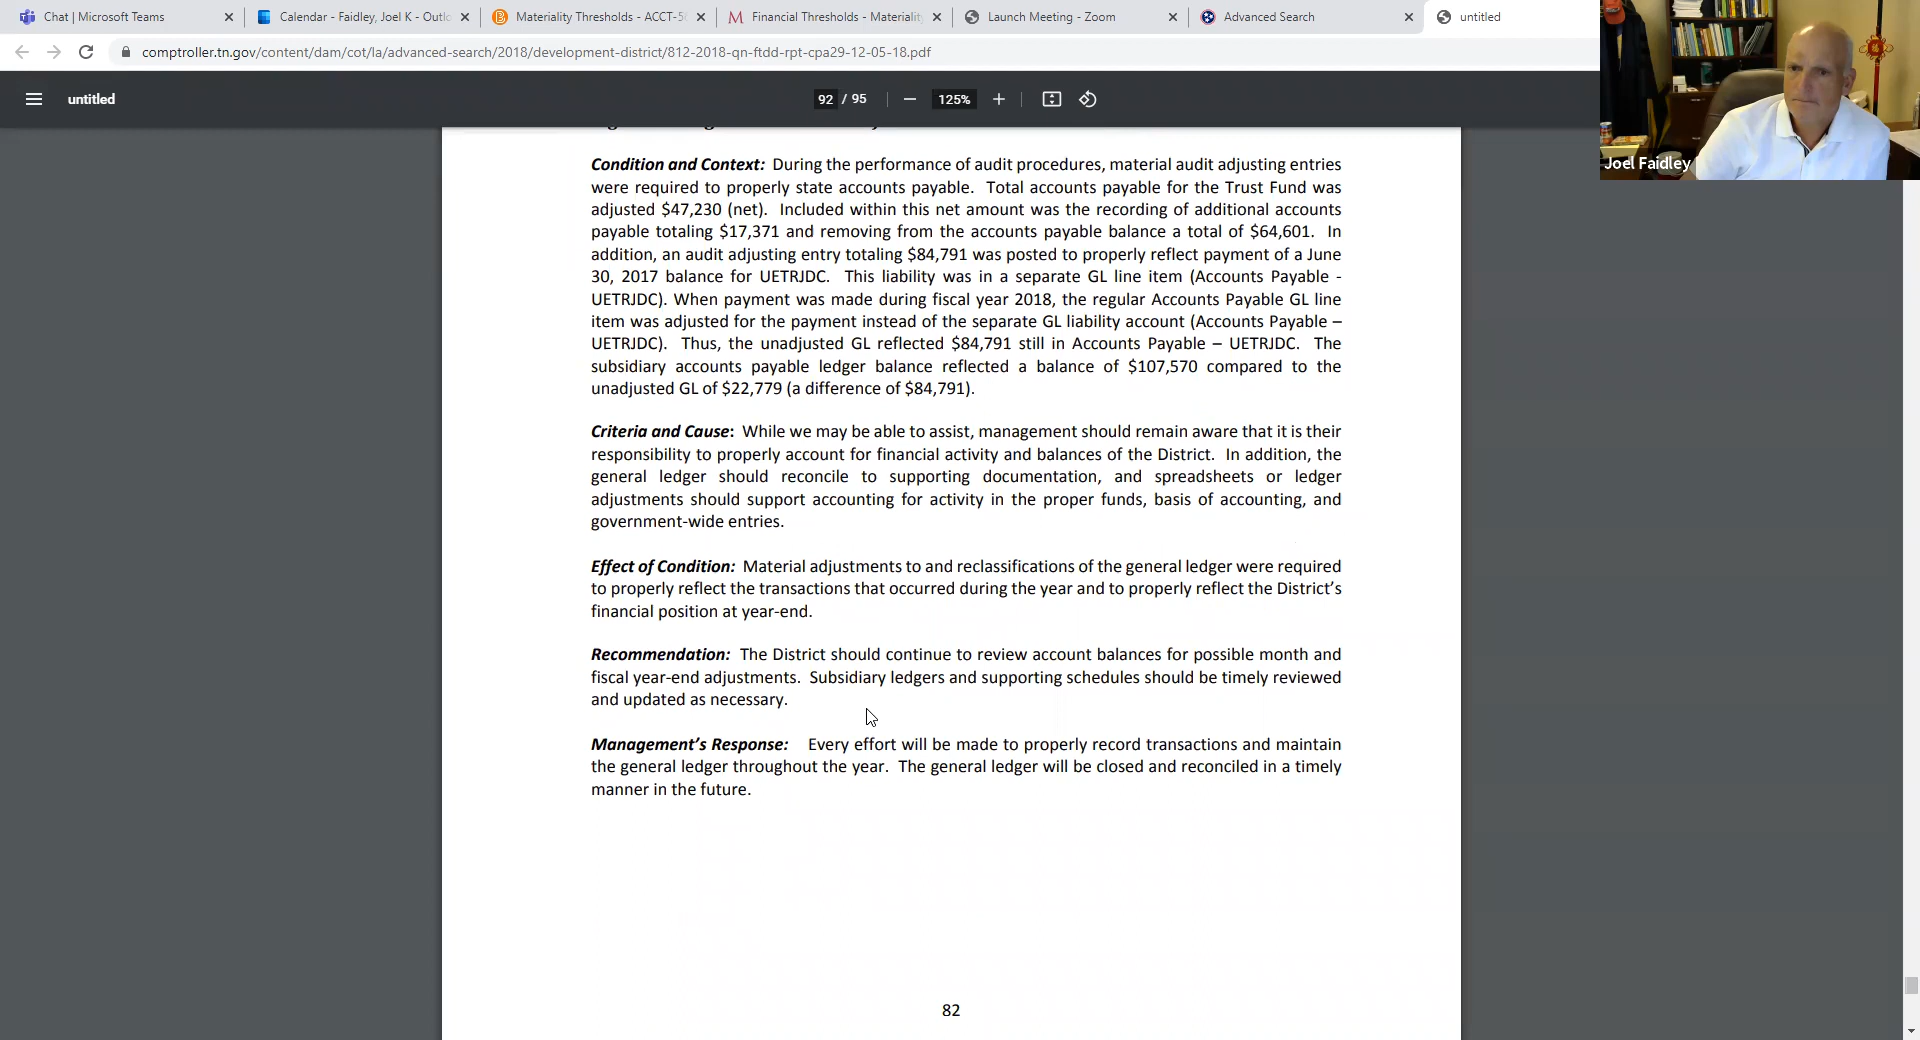 Chat | Microsoft Teams
Calendar - Faidley, Joel K - Outlo
Materiality Thresholds - ACCT-5
Financial Thresholds - Materiality
Launch Meeting - Zoom
Advanced Search
untitled
comptroller.tn.gov/content/dam/cot/la/advanced-search/2018/development-district/812-2018-qn-ftdd-rpt-cpa29-12-05-18.pdf
untitled
92 / 95
125%
Joel Faidley
Condition and Context: During the performance of audit procedures, material audit adjusting entries
were required to properly state accounts payable. Total accounts payable for the Trust Fund was
adjusted $47,230 (net). Included within this net amount was the recording of additional accounts
payable totaling $17,371 and removing from the accounts payable balance a total of $64,601. In
addition, an audit adjusting entry totaling $84,791 was posted to properly reflect payment of a June
30, 2017 balance for UETRJDC. This liability was in a separate GL line item (Accounts Payable -
UETRJDC). When payment was made during fiscal year 2018, the regular Accounts Payable GL line
item was adjusted for the payment instead of the separate GL liability account (Accounts Payable –
UETRJDC). Thus, the unadjusted GL reflected $84,791 still in Accounts Payable – UETRJDC. The
subsidiary accounts payable ledger balance reflected a balance of $107,570 compared to the
unadjusted GL of $22,779 (a difference of $84,791).
Criteria and Cause: While we may be able to assist, management should remain aware that it is their
responsibility to properly account for financial activity and balances of the District. In addition, the
general ledger should reconcile to supporting documentation, and spreadsheets or ledger
adjustments should support accounting for activity in the proper funds, basis of accounting, and
government-wide entries.
Effect of Condition: Material adjustments to and reclassifications of the general ledger were required
to properly reflect the transactions that occurred during the year and to properly reflect the District's
financial position at year-end.
Recommendation: The District should continue to review account balances for possible month and
fiscal year-end adjustments. Subsidiary ledgers and supporting schedules should be timely reviewed
and updated as necessary.
Management's Response: Every effort will be made to properly record transactions and maintain
the general ledger throughout the year. The general ledger will be closed and reconciled in a timely
manner in the future.
82